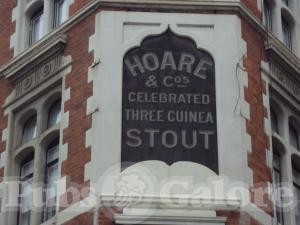 HOARE
& CO'S
CELEBRATED
THREE GUINEA
STOUT
Pubs Galore